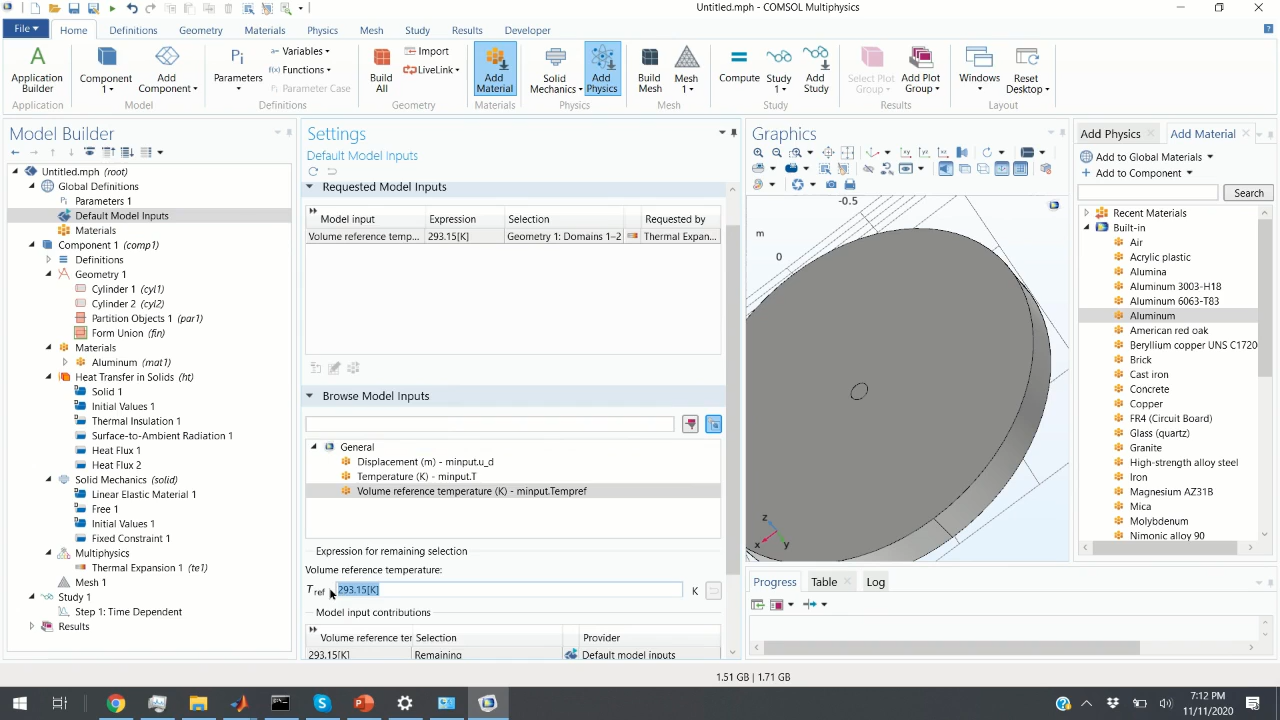 Untitled.mph - COMSOL Multiphysics
File
Home
Definitions
Geometry
Materials
Physics
Mesh
Study
Results
Developer
Application
Builder
Application
Component
1
Add
Component
Model
Parameters
Variables
Functions
Parameter Case
Definitions
Build
All
Import
LiveLink
Geometry
Add
Material
Materials
Solid
Mechanics
Add
Physics
Physics
Build
Mesh
Mesh
1
Mesh
Compute
Study
1
Add
Study
Study
Select Plot
Group
Add Plot
Group
Results
Windows
Reset
Desktop
Layout
Model Builder
Untitled.mph (root)
Global Definitions
Parameters 1
Default Model Inputs
Materials
Component 1 (comp1)
Definitions
Geometry 1
Cylinder 1 (cyl1)
Cylinder 2 (cyl2)
Partition Objects 1 (par1)
Form Union (fin)
Materials
Aluminum (mat1)
Heat Transfer in Solids (ht)
Solid 1
Initial Values 1
Thermal Insulation 1
Surface-to-Ambient Radiation 1
Heat Flux 1
Heat Flux 2
Solid Mechanics (solid)
Linear Elastic Material 1
Free 1
Initial Values 1
Fixed Constraint 1
Multiphysics
Thermal Expansion 1 (te1)
Mesh 1
Study 1
Step 1: Time Dependent
Results
Settings
Default Model Inputs
Requested Model Inputs
Model input Expression Selection Requested by
Volume reference temp... 293.15[K] Geometry 1: Domains 1–2 Thermal Expan...
Browse Model Inputs
General
Displacement (m) - minput.u_d
Temperature (K) - minput.T
Volume reference temperature (K) - minput.Tempref
Expression for remaining selection
Volume reference temperature:
Tref 293.15[K] K
Model input contributions
Volume reference ter Selection Provider
293.15[K] Remaining Default model inputs
Graphics
-0.5
m
0
z
x y
Progress
Table
Log
Add Physics
Add Material
Add to Global Materials
Add to Component
Search
Recent Materials
Built-in
Air
Acrylic plastic
Alumina
Aluminum 3003-H18
Aluminum 6063-T83
Aluminum
American red oak
Beryllium copper UNS C1720
Brick
Cast iron
Concrete
Copper
FR4 (Circuit Board)
Glass (quartz)
Granite
High-strength alloy steel
Iron
Magnesium AZ31B
Mica
Molybdenum
Nimonic alloy 90
1.51 GB | 1.71 GB
7:12 PM
11/11/2020